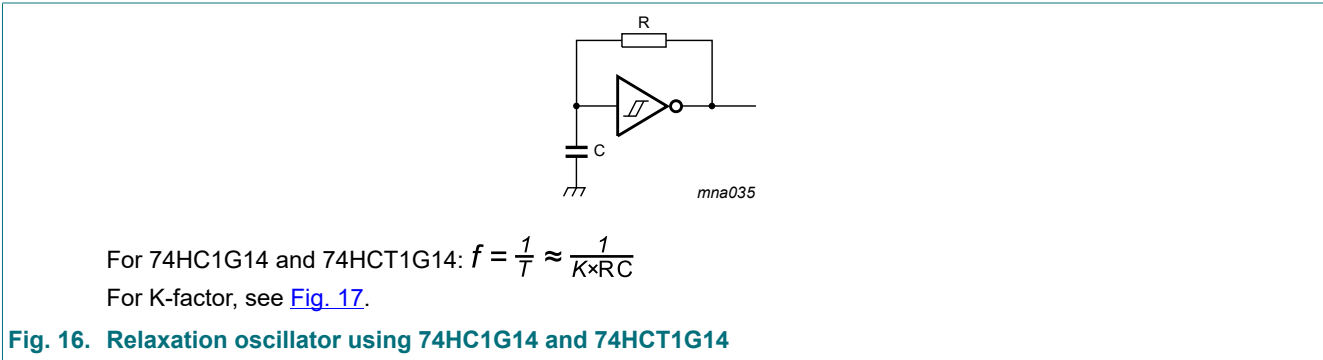 R
C
mna035
For 74HC1G14 and 74HCT1G14: f = 1/T ≈ 1/K×RC
For K-factor, see Fig. 17.
Fig. 16. Relaxation oscillator using 74HC1G14 and 74HCT1G14